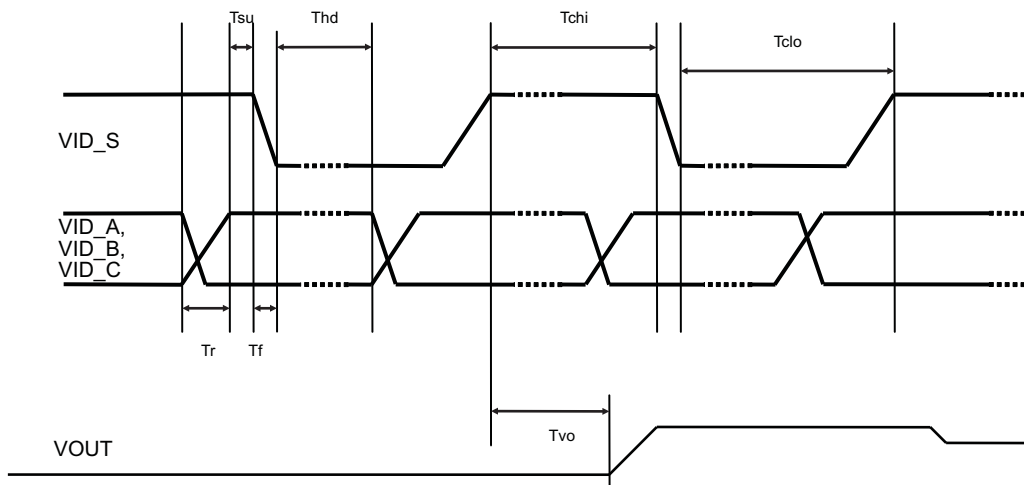 Tsu
Thd
Tchi
Tclo
VID_S
VID_A,
VID_B,
VID_C
Tr
Tf
Tvo
VOUT